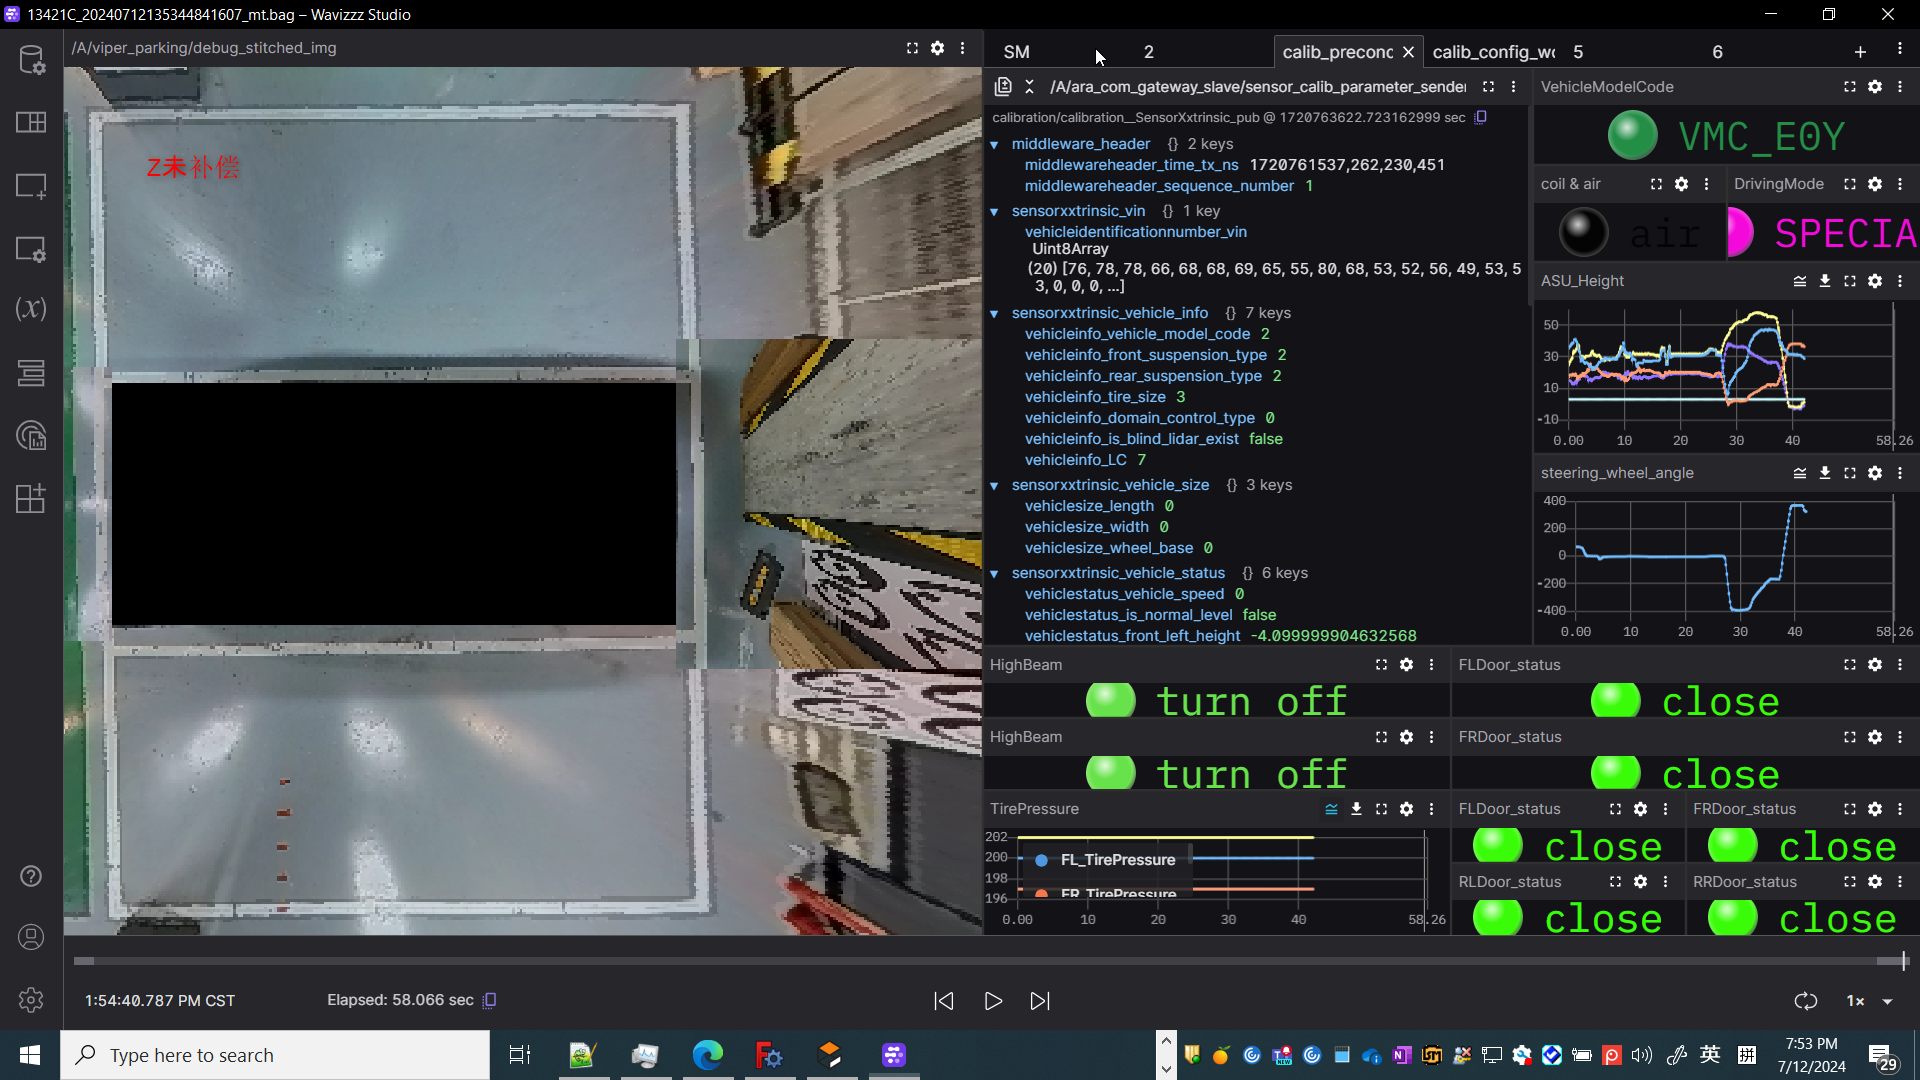 13421C_20240712135344841607_mt.bag – Wavizzz Studio
/A/viper_parking/debug_stitched_img
Z未补偿
SM
2
calib_precond
calib_config_wo
5
6
/A/ara_com_gateway_slave/sensor_calib_parameter_sender
calibration/calibration__SensorXxtrinsic_pub @ 1720763622.723162999 sec
middleware_header {} 2 keys
middlewareheader_time_tx_ns 1720761537,262,230,451
middlewareheader_sequence_number 1
sensorxxtrinsic_vin {} 1 key
vehicleidentificationnumber_vin
Uint8Array
(20) [76, 78, 78, 66, 68, 68, 69, 65, 55, 80, 68, 53, 52, 56, 49, 53, 5
3, 0, 0, 0, ...]
sensorxxtrinsic_vehicle_info {} 7 keys
vehicleinfo_vehicle_model_code 2
vehicleinfo_front_suspension_type 2
vehicleinfo_rear_suspension_type 2
vehicleinfo_tire_size 3
vehicleinfo_domain_control_type 0
vehicleinfo_is_blind_lidar_exist false
vehicleinfo_LC 7
sensorxxtrinsic_vehicle_size {} 3 keys
vehiclesize_length 0
vehiclesize_width 0
vehiclesize_wheel_base 0
sensorxxtrinsic_vehicle_status {} 6 keys
vehiclestatus_vehicle_speed 0
vehiclestatus_is_normal_level false
vehiclestatus_front_left_height -4.099999904632568
VehicleModelCode
VMC_E0Y
coil & air
air
DrivingMode
SPECIA
ASU_Height
50
30
10
-10
0.00 10 20 30 40 58.26
steering_wheel_angle
400
200
0
-200
-400
0.00 10 20 30 40 58.26
HighBeam
turn off
FLDoor_status
close
HighBeam
turn off
FRDoor_status
close
TirePressure
202
200
198
196
FL_TirePressure
FR_TirePressure
0.00 10 20 30 40 58.26
FLDoor_status
close
FRDoor_status
close
RLDoor_status
close
RRDoor_status
close
1:54:40.787 PM CST
Elapsed: 58.066 sec
1×
Type here to search
英
拼
7:53 PM
7/12/2024
29